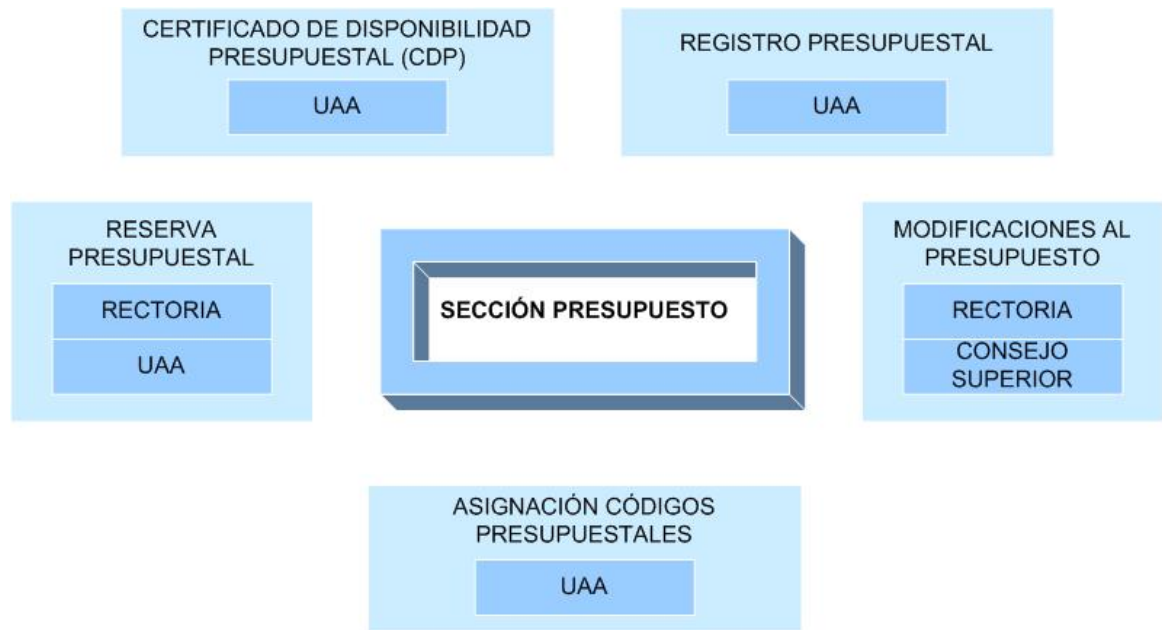 CERTIFICADO DE DISPONIBILIDAD
PRESUPUESTAL (CDP)
UAA
REGISTRO PRESUPUESTAL
UAA
RESERVA
PRESUPUESTAL
RECTORIA
UAA
SECCIÓN PRESUPUESTO
MODIFICACIONES AL
PRESUPUESTO
RECTORIA
CONSEJO
SUPERIOR
ASIGNACIÓN CÓDIGOS
PRESUPUESTALES
UAA